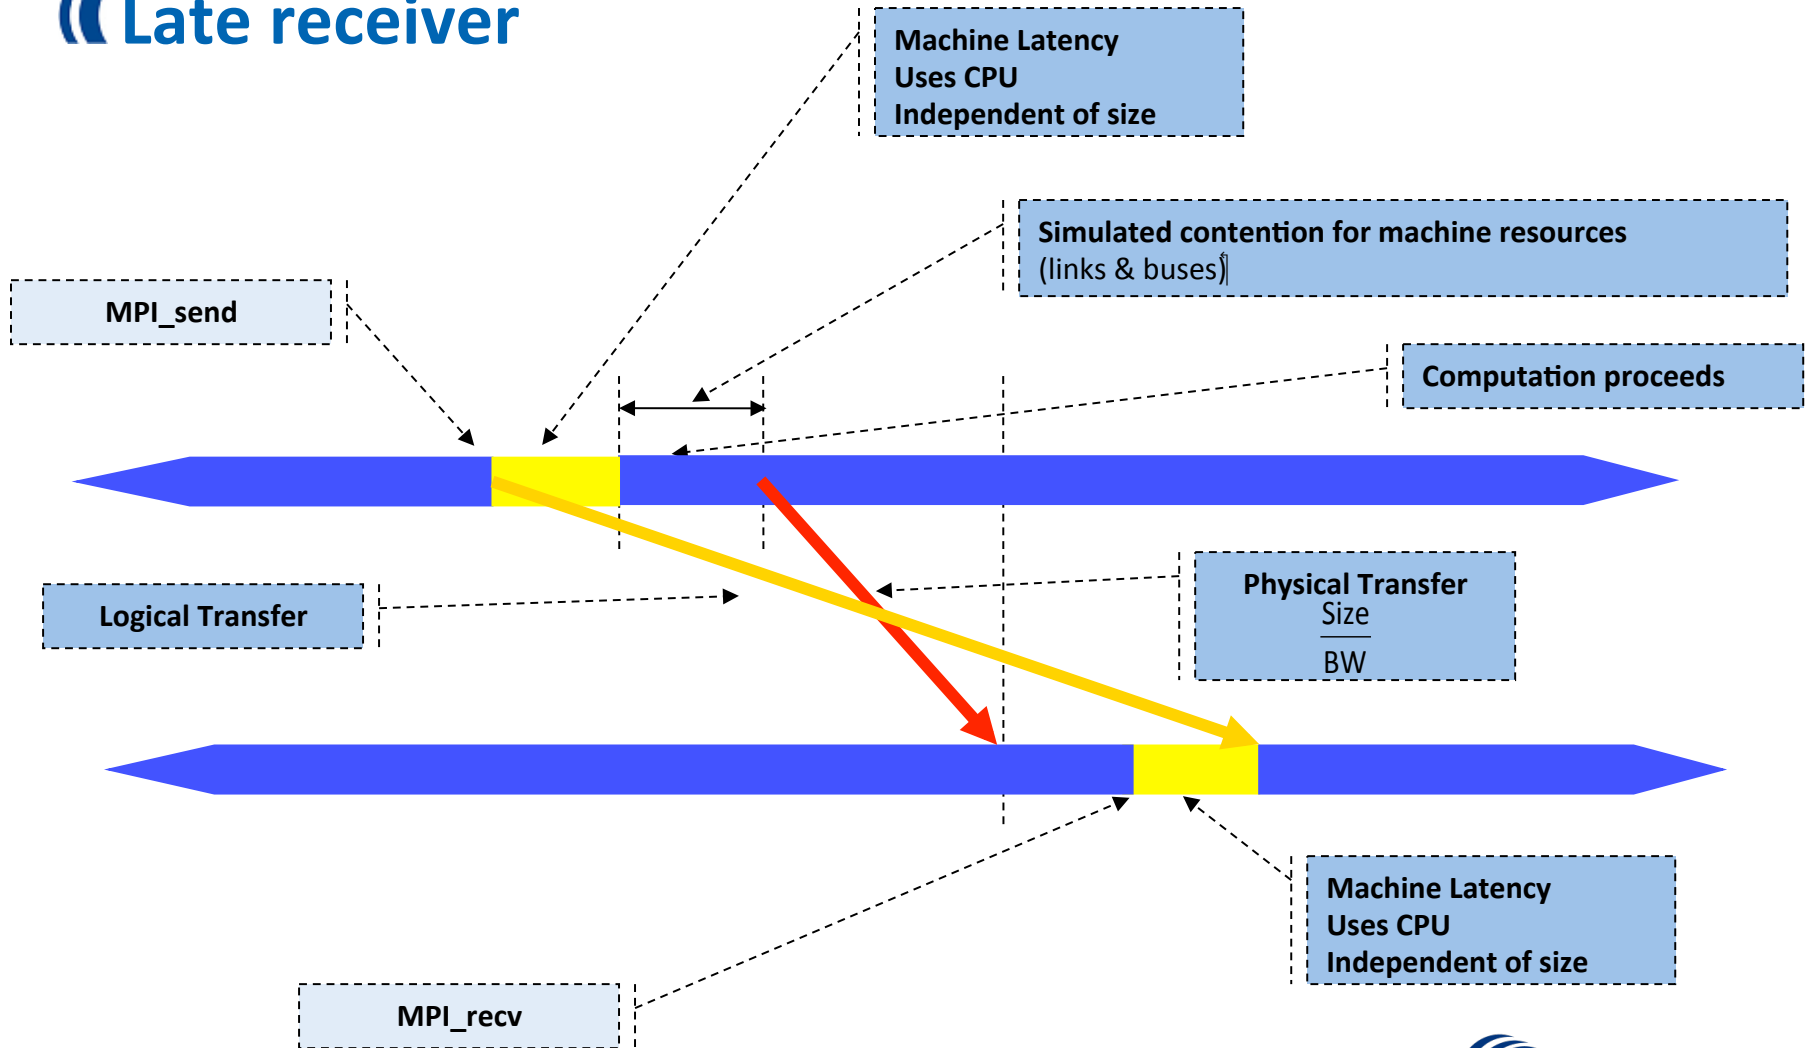 Late receiver
Machine Latency
Uses CPU
Independent of size
Simulated contention for machine resources
(links & buses)
MPI_send
Computation proceeds
Logical Transfer
Physical Transfer
Size
BW
Machine Latency
Uses CPU
Independent of size
MPI_recv